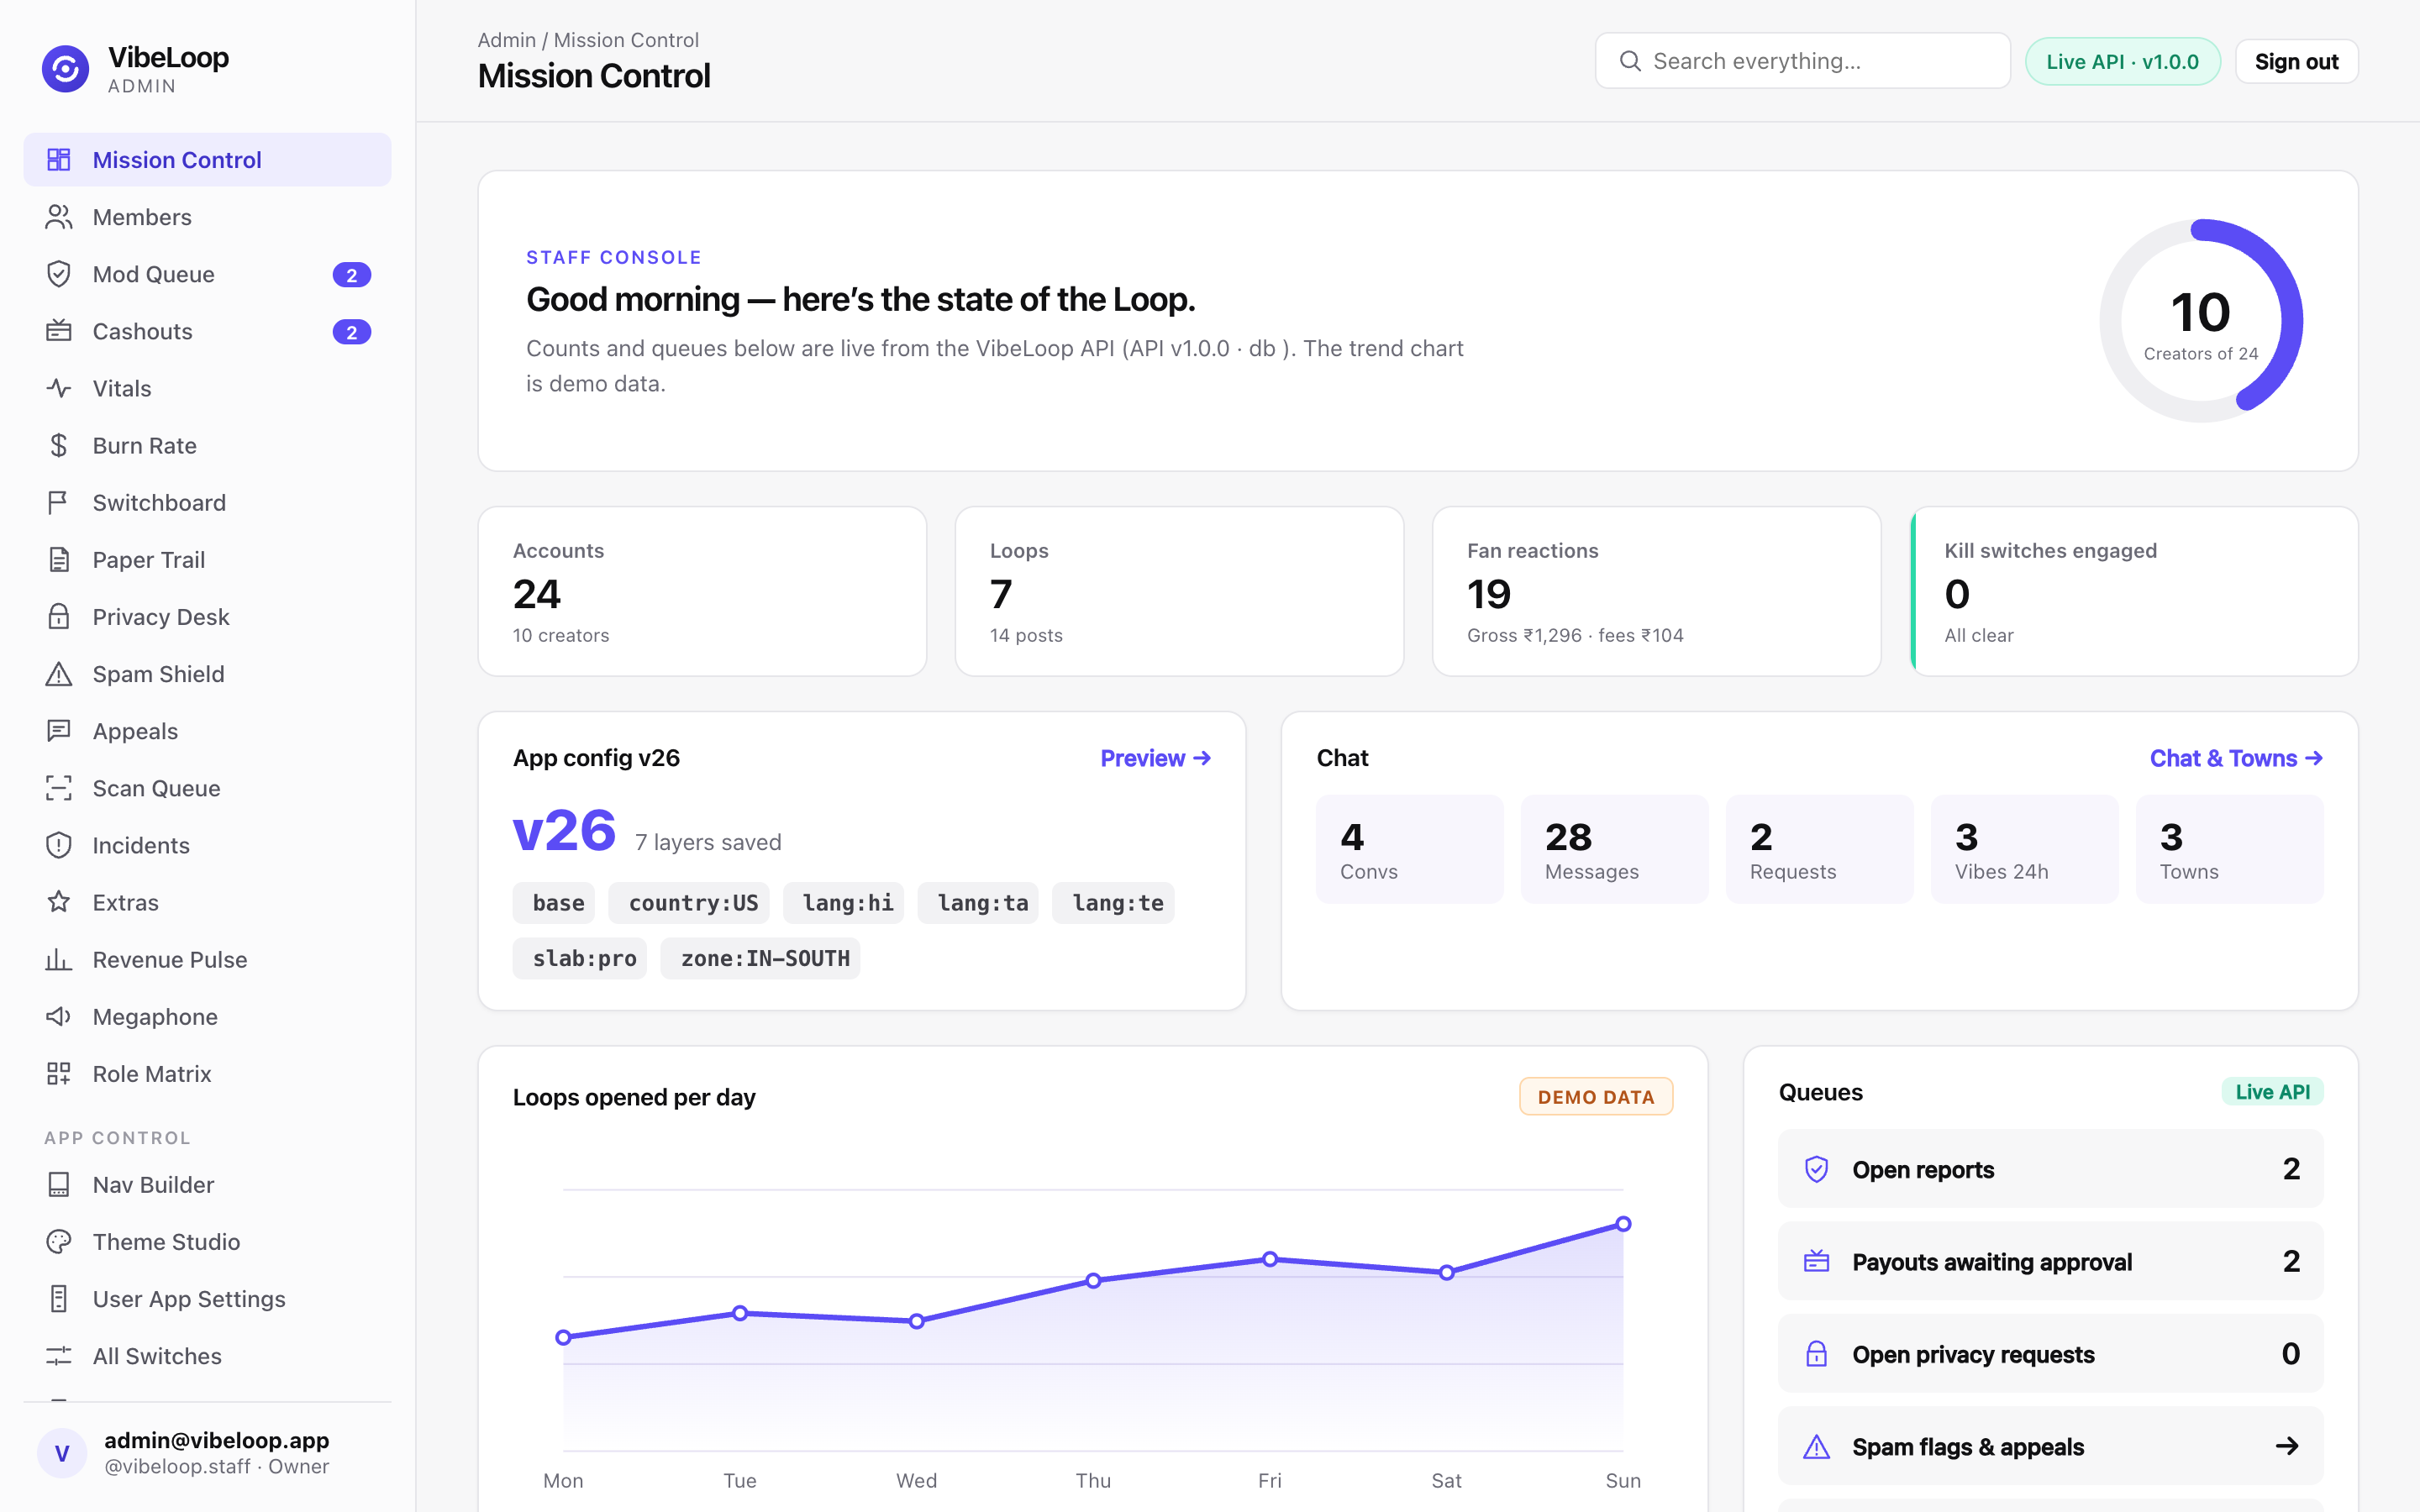 VibeLoop
ADMIN
Mission Control
Members
Mod Queue 2
Cashouts 2
Vitals
Burn Rate
Switchboard
Paper Trail
Privacy Desk
Spam Shield
Appeals
Scan Queue
Incidents
Extras
Revenue Pulse
Megaphone
Role Matrix
APP CONTROL
Nav Builder
Theme Studio
User App Settings
All Switches
V
admin@vibeloop.app
@vibeloop.staff · Owner
Admin / Mission Control
Mission Control
Search everything...
Live API · v1.0.0
Sign out
STAFF CONSOLE
Good morning — here’s the state of the Loop.
Counts and queues below are live from the VibeLoop API (API v1.0.0 · db ). The trend chart
is demo data.
10
Creators of 24
Accounts
24
10 creators
Loops
7
14 posts
Fan reactions
19
Gross ₹1,296 · fees ₹104
Kill switches engaged
0
All clear
App config v26
Preview →
v26 7 layers saved
base country:US lang:hi lang:ta lang:te
slab:pro zone:IN-SOUTH
Chat
Chat & Towns →
4
Convs
28
Messages
2
Requests
3
Vibes 24h
3
Towns
Loops opened per day
DEMO DATA
Mon Tue Wed Thu Fri Sat Sun
Queues
Live API
Open reports 2
Payouts awaiting approval 2
Open privacy requests 0
Spam flags & appeals →